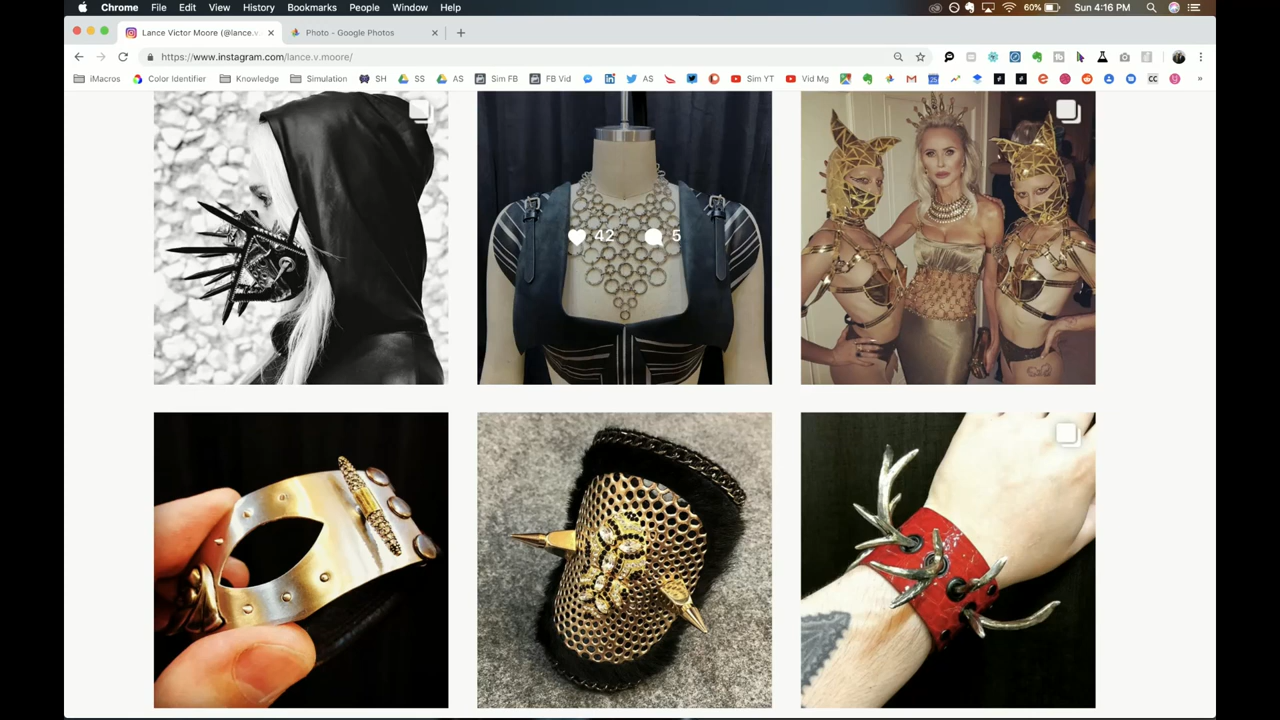 Chrome File Edit View History Bookmarks People Window Help 60% Sun 4:16 PM
Lance Victor Moore (@lance.v × Photo - Google Photos × +
https://www.instagram.com/lance.v.moore/
iMacros Color Identifier Knowledge Simulation SH SS AS Sim FB FB Vid AS Sim YT Vid Mg CC »
42 5